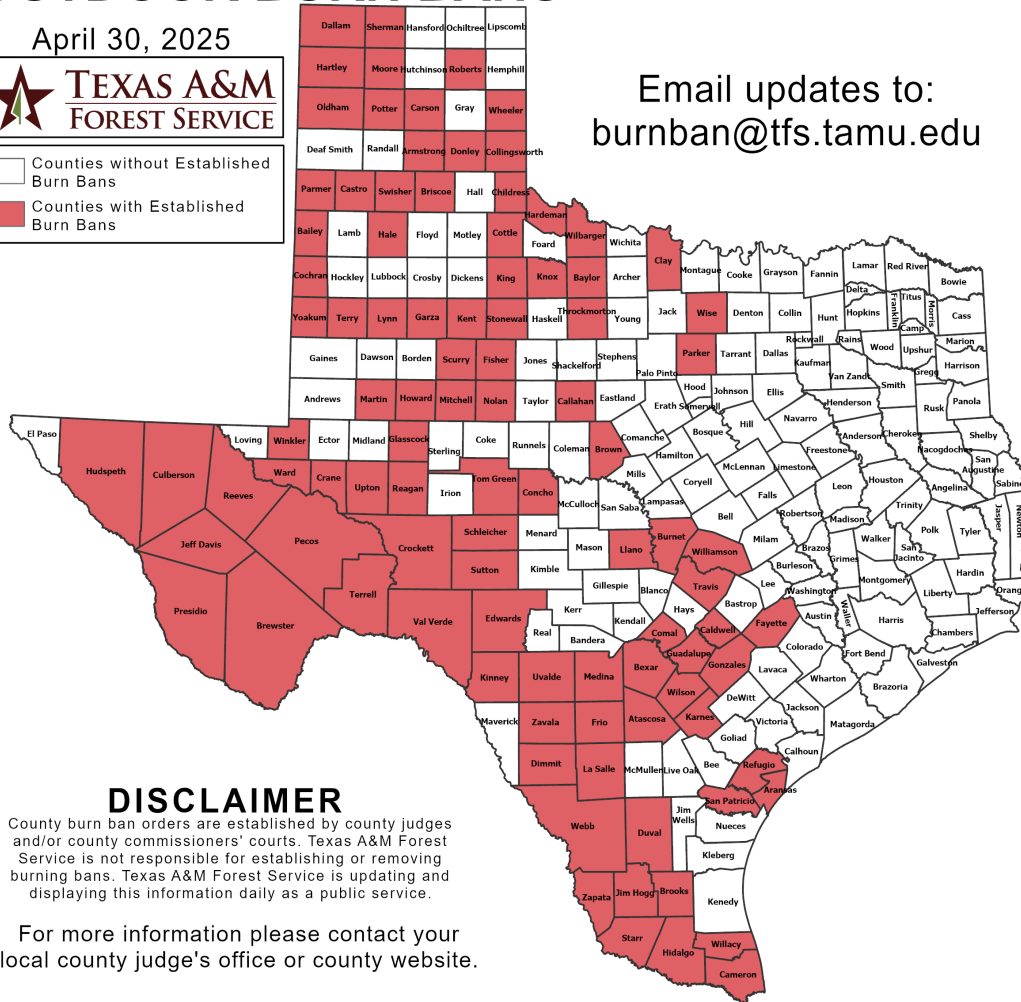 OUTDOOR BURN BANS
April 30, 2025
TEXAS A&M
FOREST SERVICE
Counties without Established
Burn Bans
Counties with Established
Burn Bans
Email updates to:
burnban@tfs.tamu.edu
Dallam Sherman Hansford Ochiltree Lipscomb
Hartley Moore Hutchinson Roberts Hemphill
Oldham Potter Carson Gray Wheeler
Deaf Smith Randall Armstrong Donley Collingsworth
Parmer Castro Swisher Briscoe Hall Childress
Hardeman
Bailey Lamb Hale Floyd Motley Cottle Foard Wilbarger Wichita
Clay Montague Cooke Grayson Fannin Lamar Red River Bowie
Cochran Hockley Lubbock Crosby Dickens King Knox Baylor Archer
Delta Franklin Titus Morris Cass
Yoakum Terry Lynn Garza Kent Stonewall Haskell Throckmorton Young Jack Wise Denton Collin Hunt Hopkins Camp
Gaines Dawson Borden Scurry Fisher Jones Shackelford Stephens Palo Pinto Parker Tarrant Dallas Rockwall Kaufman Rains Wood Upshur Marion
Van Zandt Gregg Harrison
Andrews Martin Howard Mitchell Nolan Taylor Callahan Eastland Erath Hood Somervell Johnson Ellis Henderson Smith Rusk Panola
El Paso Hudspeth Culberson Reeves Loving Winkler Ector Midland Glasscock Sterling Coke Runnels Coleman Brown Comanche Hamilton Bosque Hill Navarro Freestone Anderson Cherokee Nacogdoches Shelby
San
Augustine
Sabine
Ward Crane Upton Reagan Irion Tom Green Concho McCulloch San Saba Mills Lampasas Coryell McLennan Limestone Falls Leon Houston Angelina
Jeff Davis Pecos Crockett Schleicher Menard Mason Llano Burnet Bell Milam Robertson Madison Trinity Polk Tyler Jasper Newton
Presidio Brewster Terrell Val Verde Sutton Kimble Gillespie Blanco Williamson Travis Burleson Brazos Grimes Walker
San
Jacinto
Hardin
Orang
Edwards Real Kerr Bandera Kendall Hays Bastrop Lee Washington Montgomery Liberty Jefferson
Comal Caldwell Fayette Austin Waller Harris Chambers
Kinney Uvalde Medina Bexar Guadalupe Gonzales Lavaca Colorado Fort Bend Galveston
Maverick Zavala Frio Atascosa Wilson Karnes DeWitt Victoria Jackson Wharton Brazoria
Matagorda
Dimmit La Salle McMullen Live Oak Bee Goliad Refugio Calhoun
Aransas
Webb Duval
Jim
Wells
San Patricio
Nueces
Kleberg
Zapata Jim Hogg Brooks Kenedy
Starr Hidalgo Willacy
Cameron
DISCLAIMER
County burn ban orders are established by county judges
and/or county commissioners' courts. Texas A&M Forest
Service is not responsible for establishing or removing
burning bans. Texas A&M Forest Service is updating and
displaying this information daily as a public service.
For more information please contact your
local county judge's office or county website.